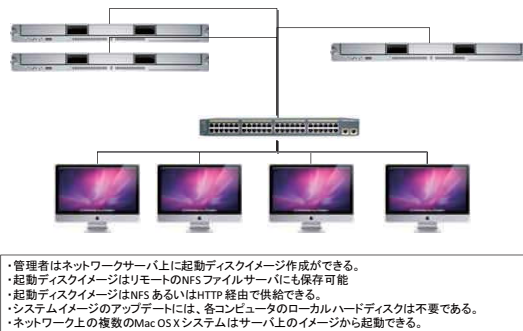 ・管理者はネットワークサーバ上に起動ディスクイメージ作成ができる。
・起動ディスクイメージはリモートのNFSファイルサーバにも保存可能
・起動ディスクイメージはNFSあるいはHTTP経由で供給できる。
・システムイメージのアップデートには、各コンピュータのローカルハードディスクは不要である。
・ネットワーク上の複数のMac OS Xシステムはサーバ上のイメージから起動できる。